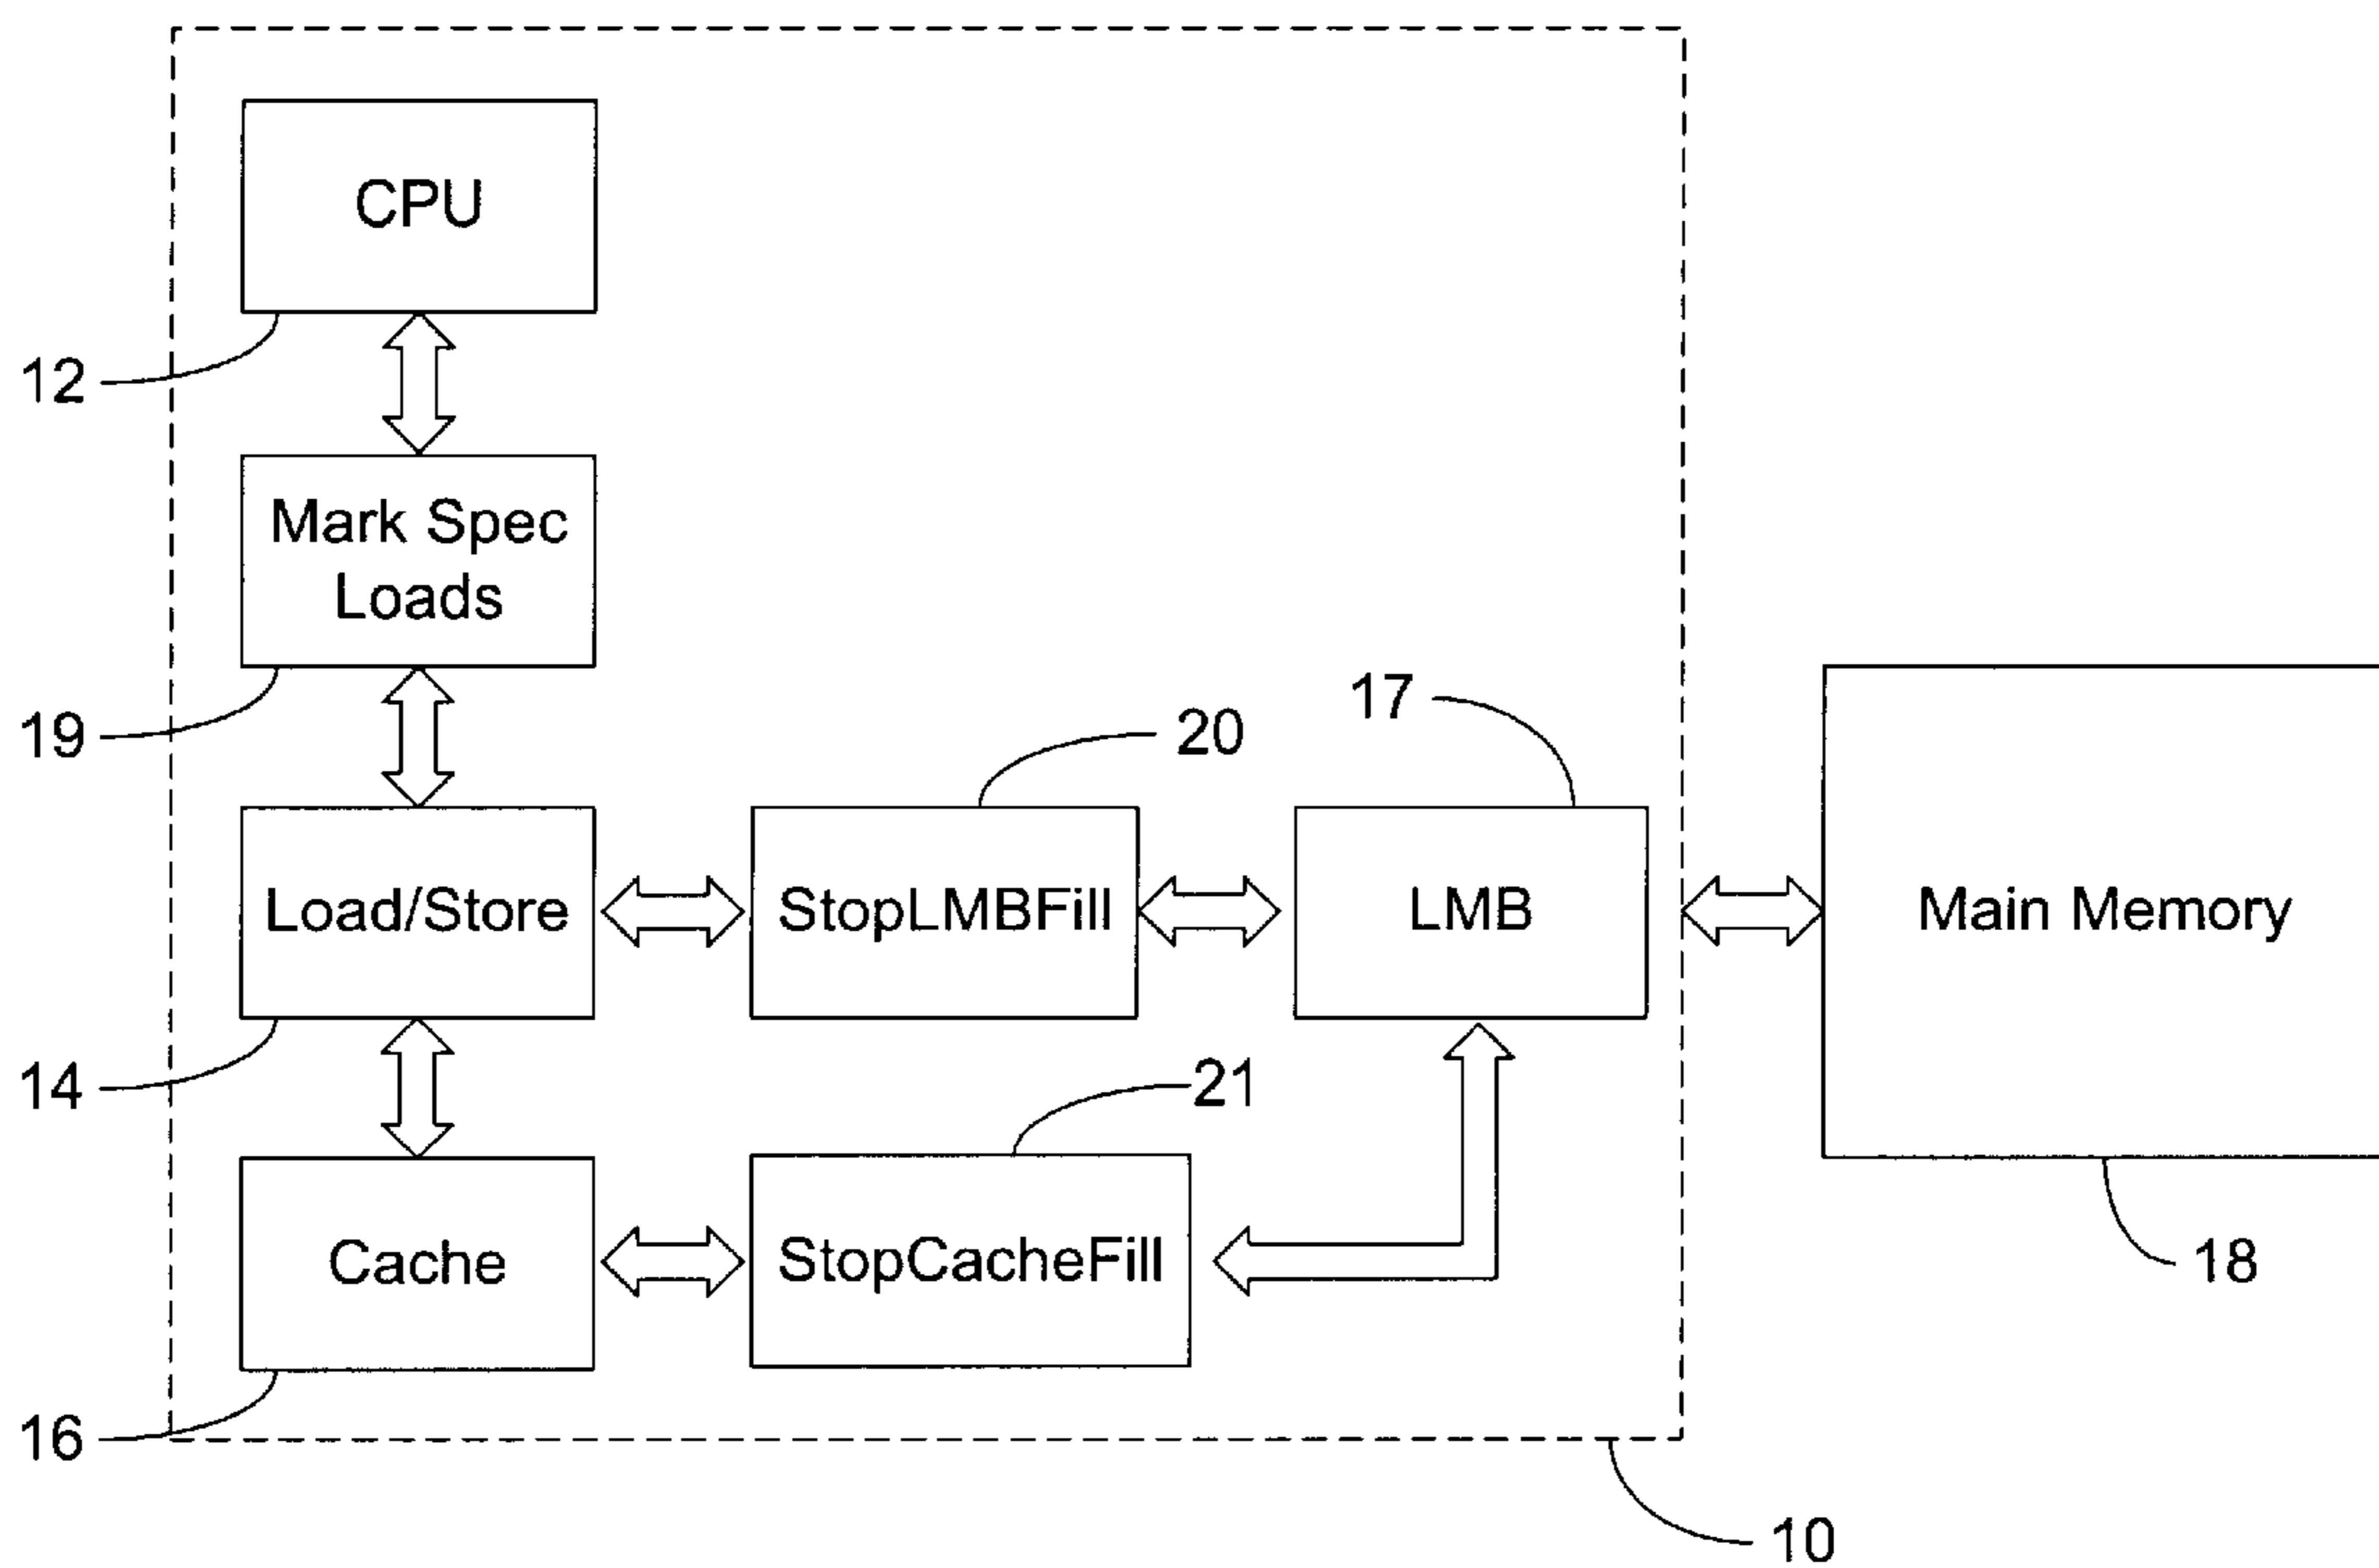 CPU
12
Mark Spec
Loads
19
17
20
Load/Store
StopLMBFill
LMB
Main Memory
14
21
Cache
StopCacheFill
18
16
10